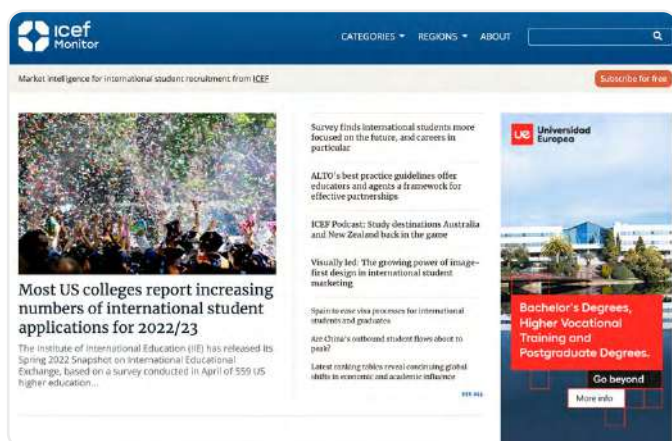 icef
Monitor
CATEGORIES
REGIONS
ABOUT
Market intelligence for international student recruitment from ICEF
Subscribe for free
Most US colleges report increasing
numbers of international student
applications for 2022/23
The Institute of International Education (IIE) has released its
Spring 2022 Snapshot on International Educational
Exchange, based on a survey conducted in April of 559 US
higher education...
Survey finds international students more
focused on the future, and careers in
particular
ALTO's best practice guidelines offer
educators and agents a framework for
effective partnerships
ICEF Podcast: Study destinations Australia
and New Zealand back in the game
Visually led: The growing power of image-
first design in international student
marketing
Spain to ease visa processes for international
students and graduates
Are China's outbound student flows about to
peak?
Latest ranking tables reveal continuing global
shifts in economic and academic influence
SEE ALL
ue Universidad
Europea
Bachelor's Degrees,
Higher Vocational
Training and
Postgraduate Degrees.
Go beyond
More info